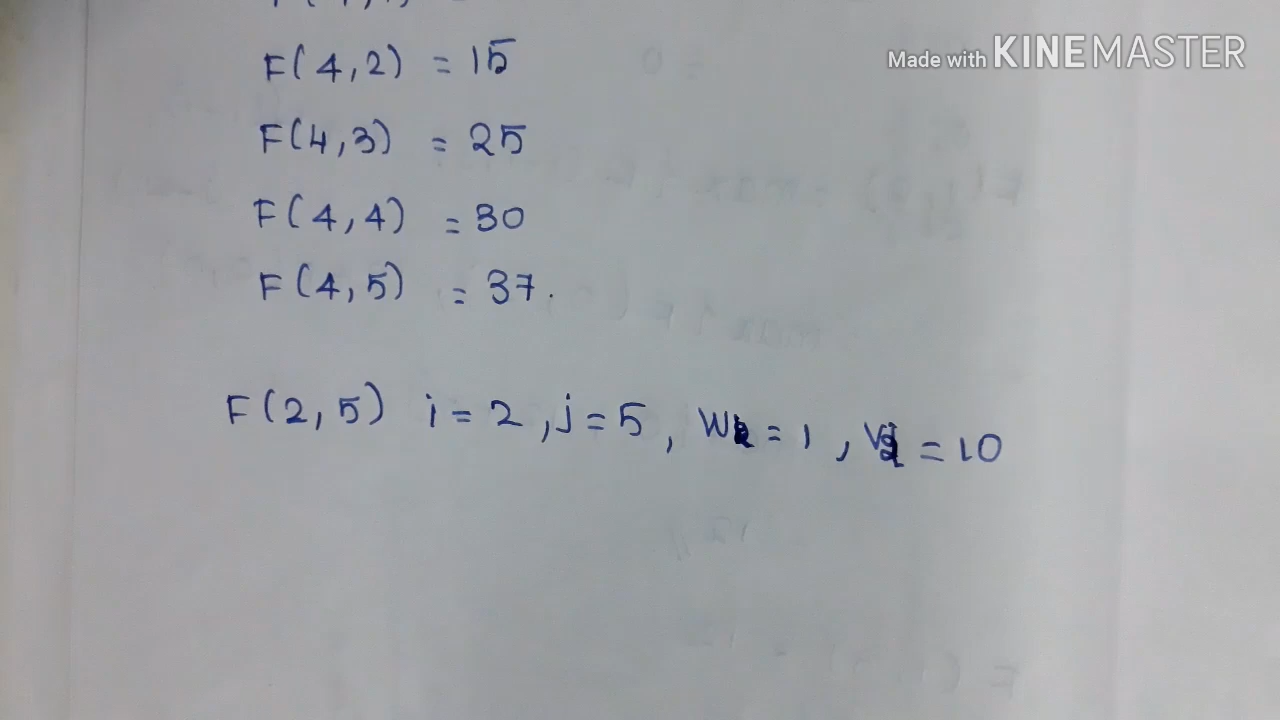 Made with KINEMASTER
F(4,2) = 15
F(4,3) = 25
F(4,4) = 30
F(4,5) = 37.
F(2,5) i=2, j=5, W2 = 1, V2 = 10